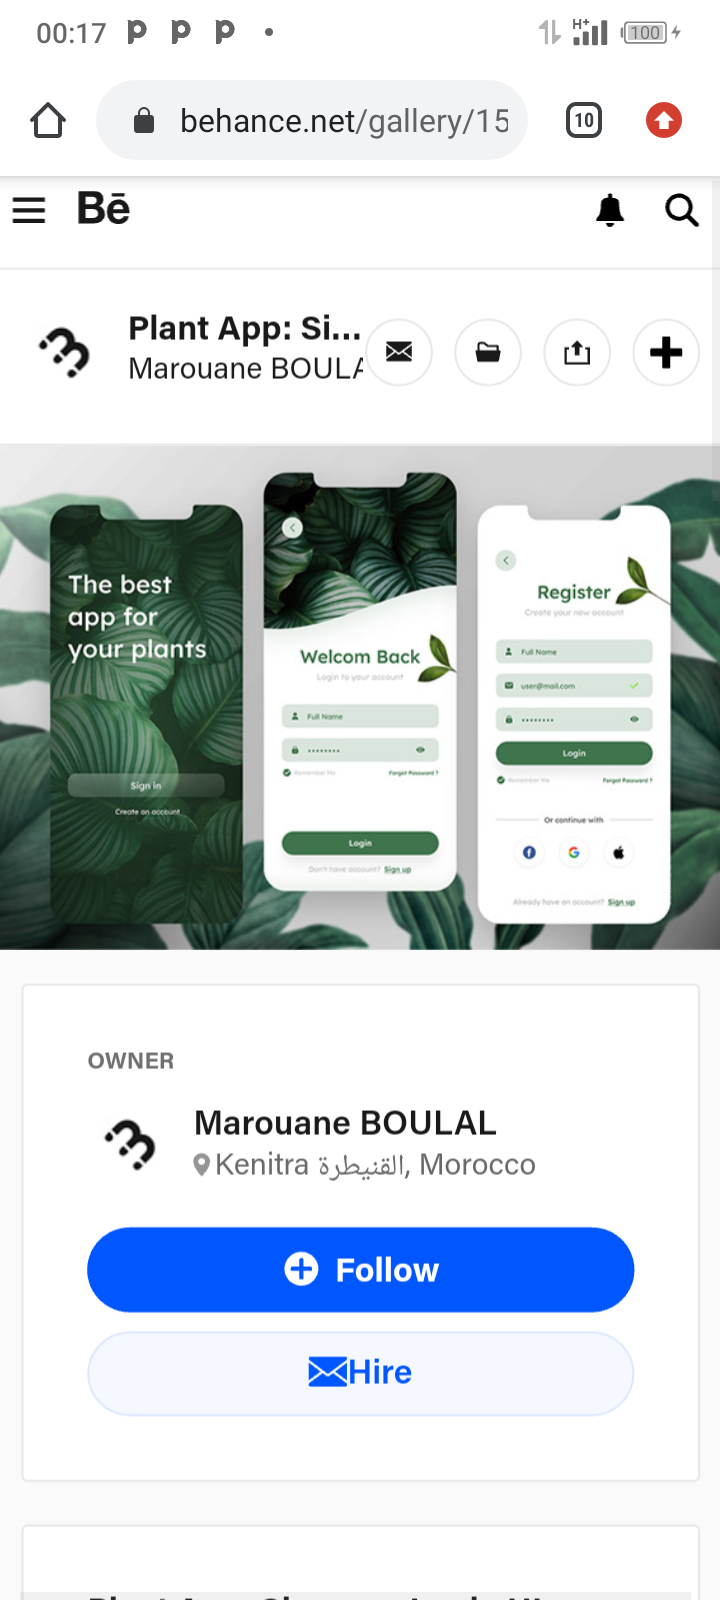 00:17
H+
100
behance.net/gallery/15
10
Bē
Plant App: Si...
Marouane BOULA
The best
app for
your plants
Sign in
Create an account
Welcom Back
Login to your account
Full Name
Remember Me
Forgot Password ?
Login
Don't have account? Sign up
Register
Create your new account
Full Name
user@mail.com
Login
Remember Me
Forgot Password ?
Or continue with
Already have an account? Sign up
OWNER
Marouane BOULAL
Kenitra القنيطرة, Morocco
Follow
Hire